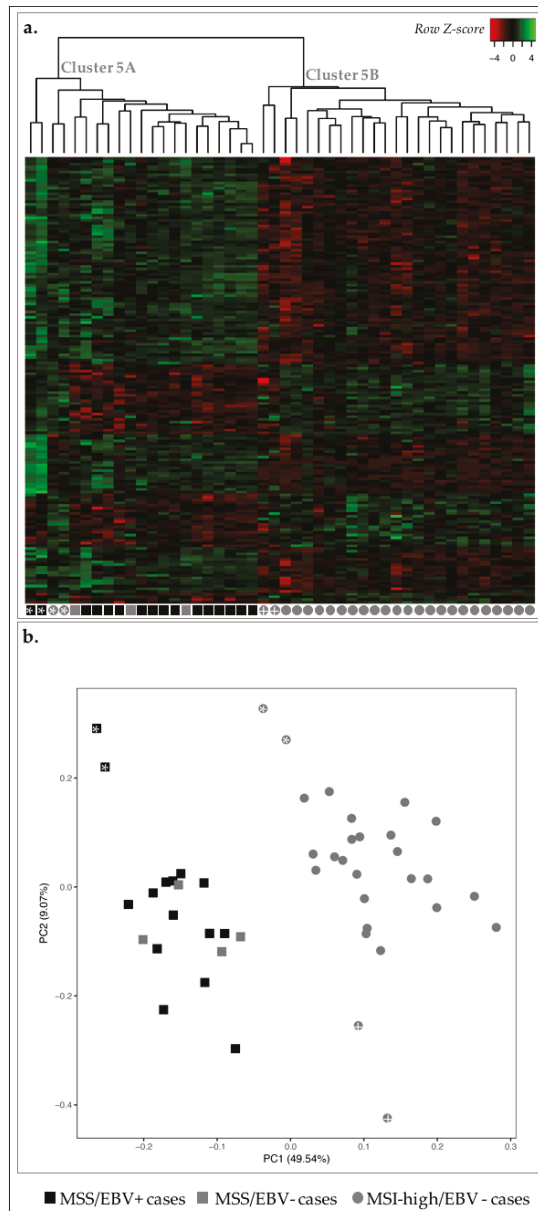 a.
Row Z-score
−4 0 4
Cluster 5A
Cluster 5B
b.
PC2 (9.07%)
0.2
0.0
−0.2
−0.4
−0.2 −0.1 0.0 0.1 0.2 0.3
PC1 (49.54%)
MSS/EBV+ cases MSS/EBV- cases MSI-high/EBV - cases